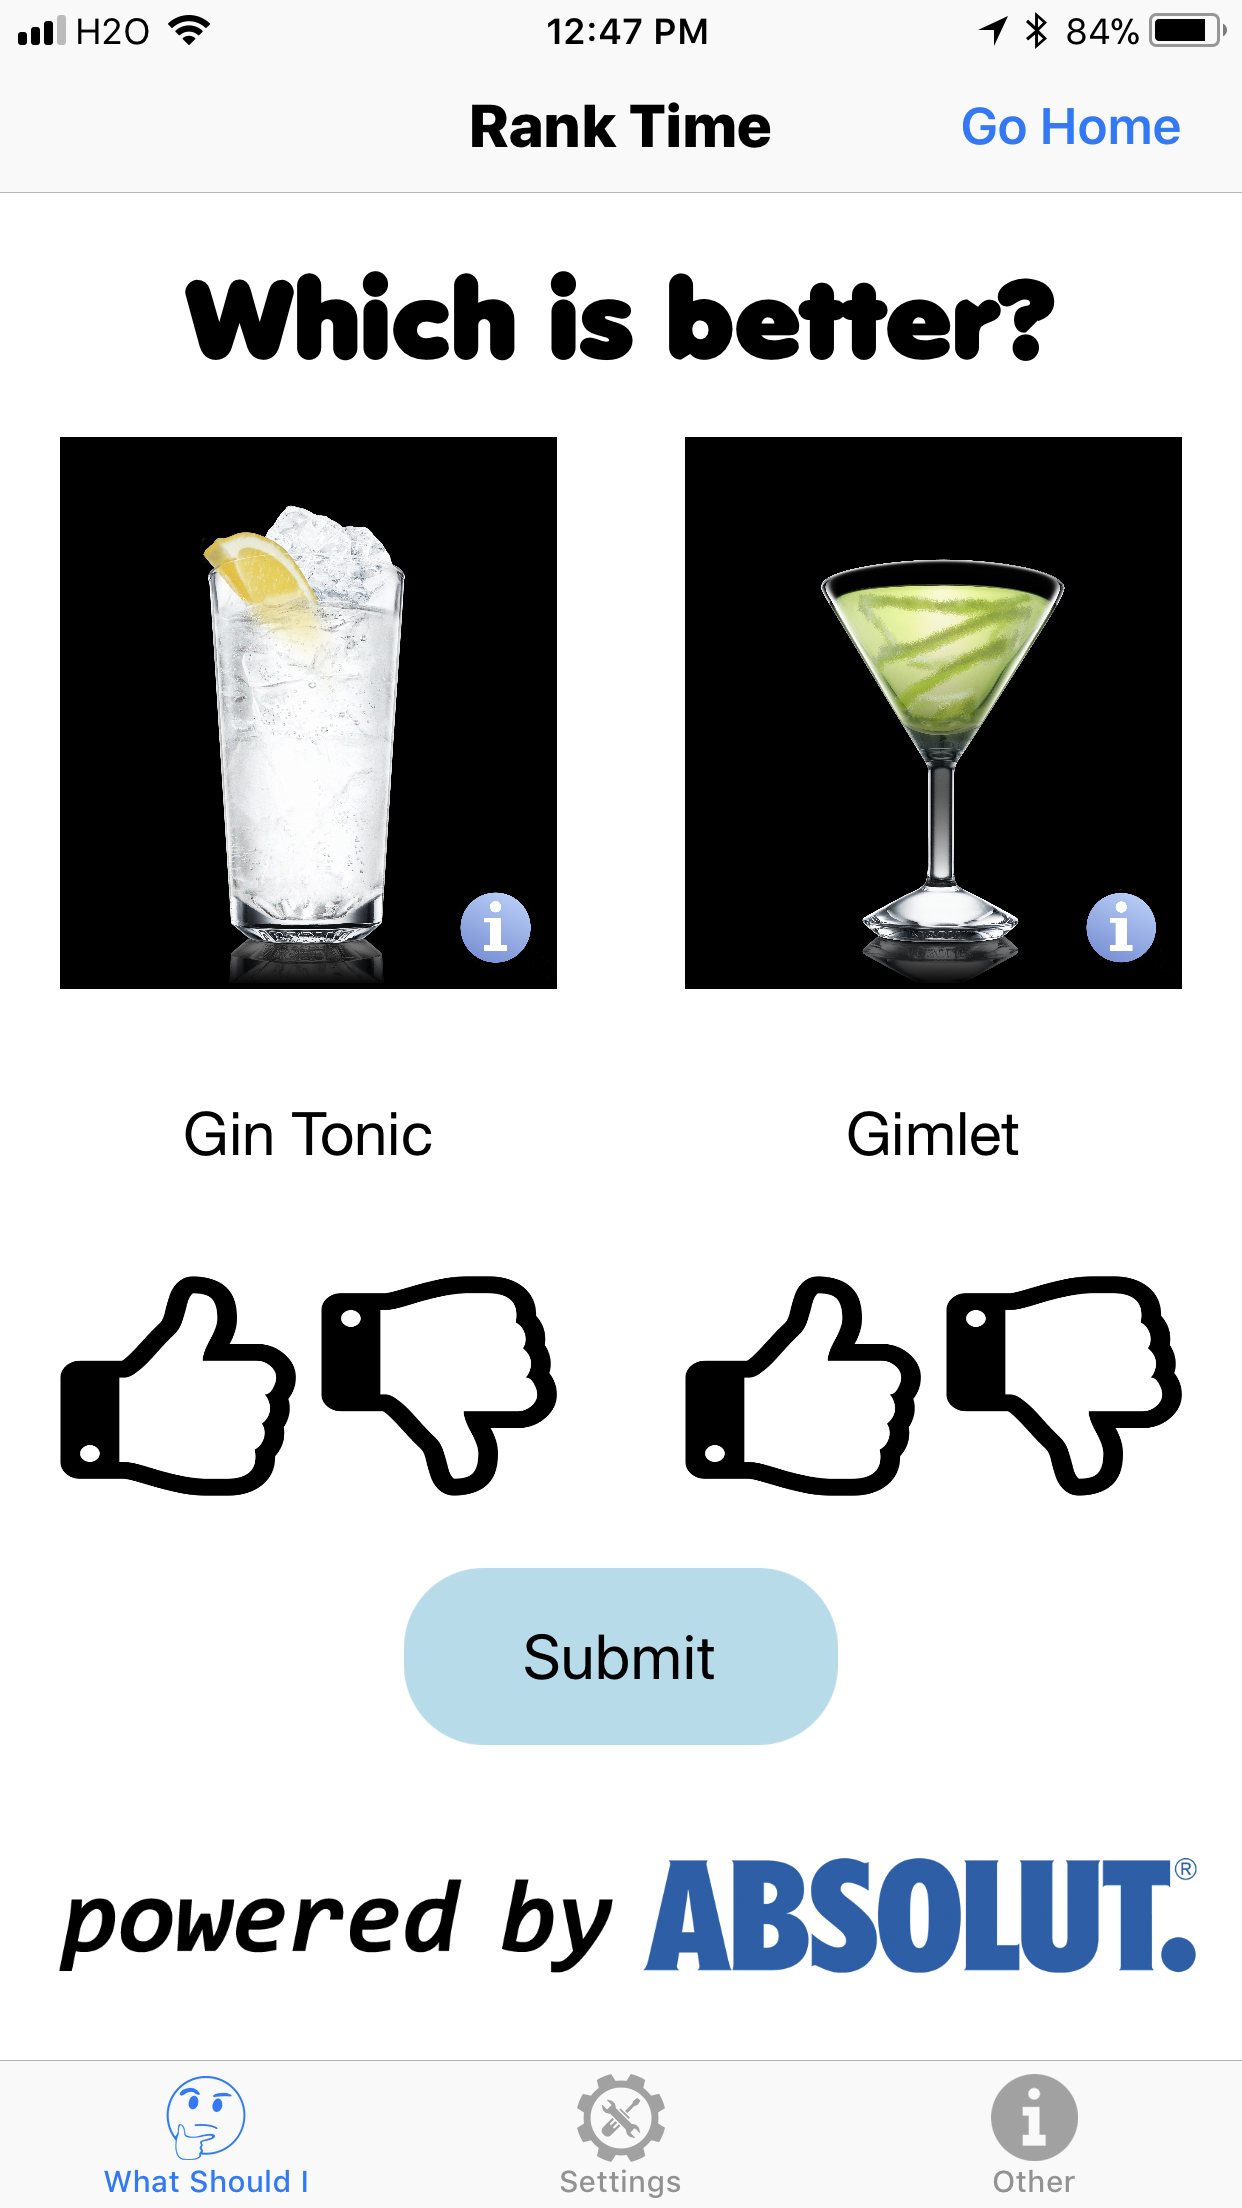 H2O 12:47 PM 84%
Rank Time Go Home
Which is better?
Gin Tonic Gimlet
Submit
powered by ABSOLUT.®
What Should I Settings Other